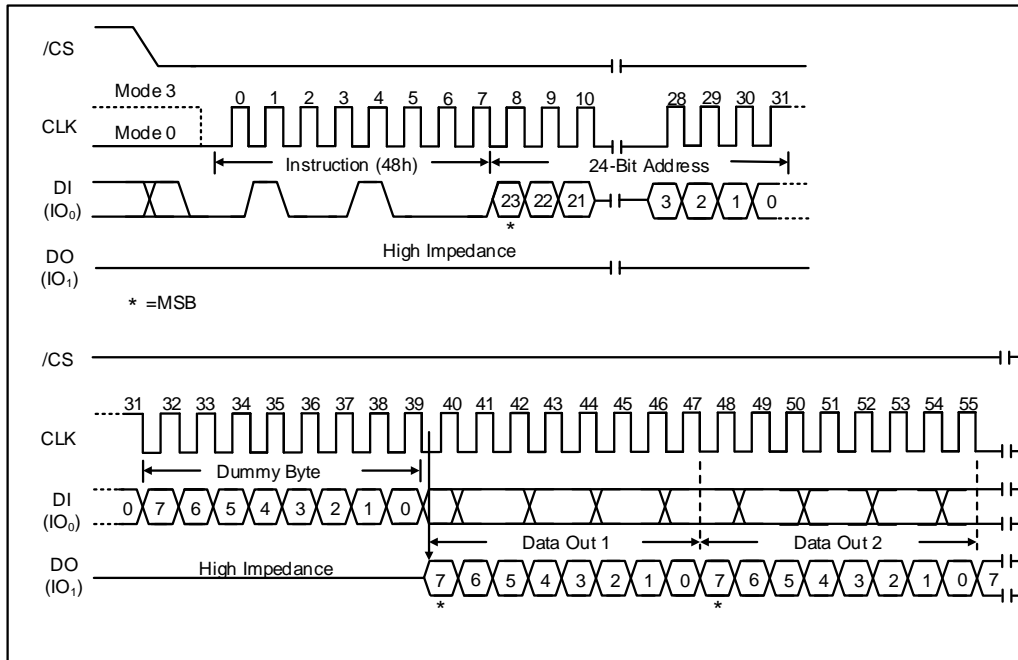 /CS
Mode 3
0 1 2 3 4 5 6 7 8 9 10 28 29 30 31
CLK
Mode 0
Instruction (48h)
24-Bit Address
DI
(IO0)
23 22 21 3 2 1 0
*
DO
(IO1)
High Impedance
* =MSB
/CS
31 32 33 34 35 36 37 38 39 40 41 42 43 44 45 46 47 48 49 50 51 52 53 54 55
CLK
Dummy Byte
DI
(IO0)
0 7 6 5 4 3 2 1 0
Data Out 1
Data Out 2
DO
(IO1)
High Impedance
7 6 5 4 3 2 1 0 7 6 5 4 3 2 1 0 7
* *